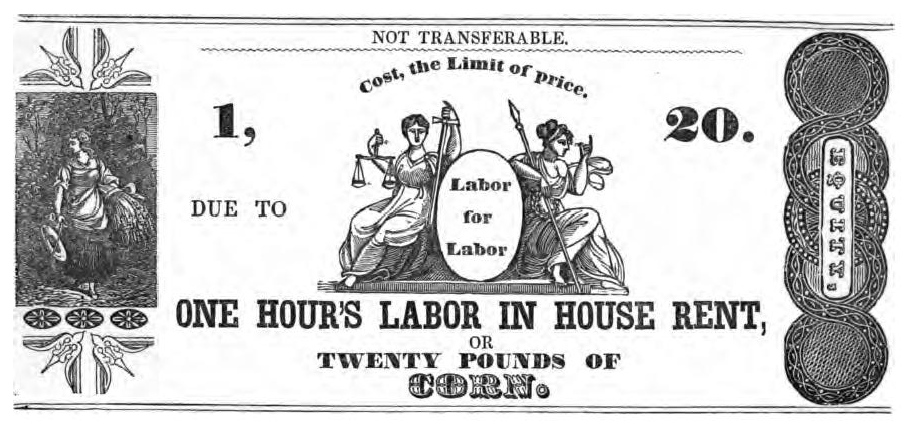 NOT TRANSFERABLE.
Cost, the Limit of price.
1,
20.
DUE TO
Labor
for
Labor
EQUITY.
ONE HOUR'S LABOR IN HOUSE RENT,
OR
TWENTY POUNDS OF
CORN.